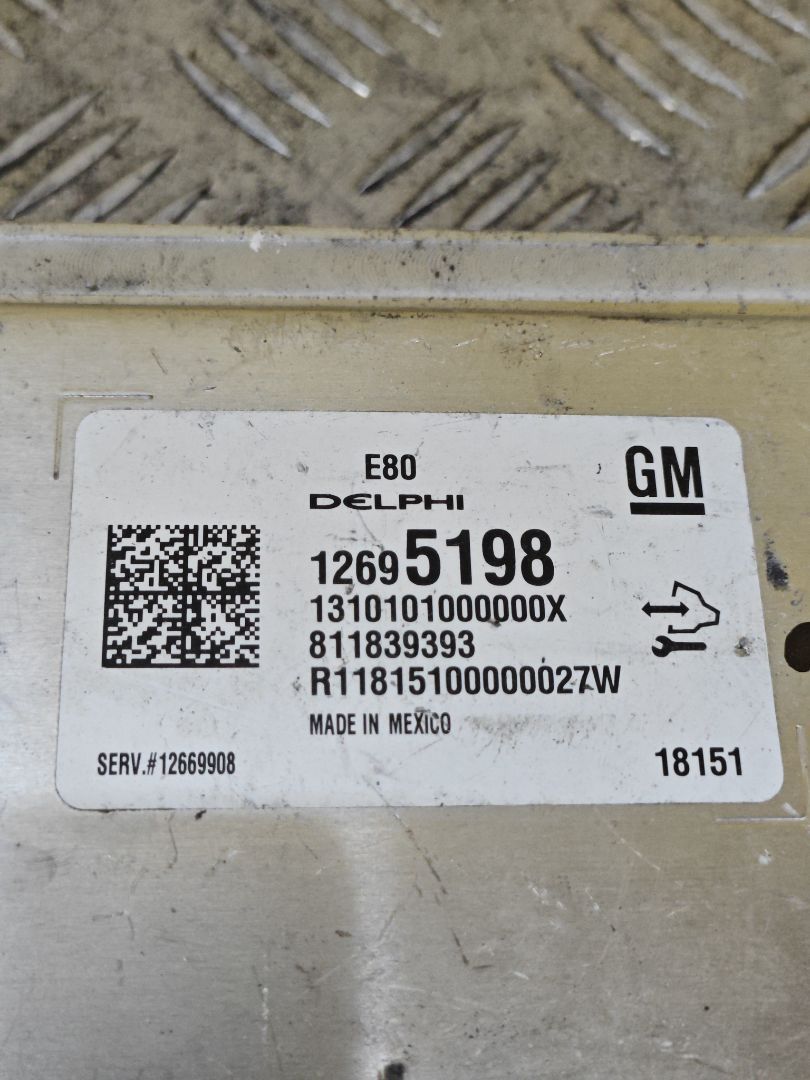 E80
GM
DELPHI
12695198
1310101000000X
811839393
R11815100000027W
MADE IN MEXICO
SERV.#12669908
18151